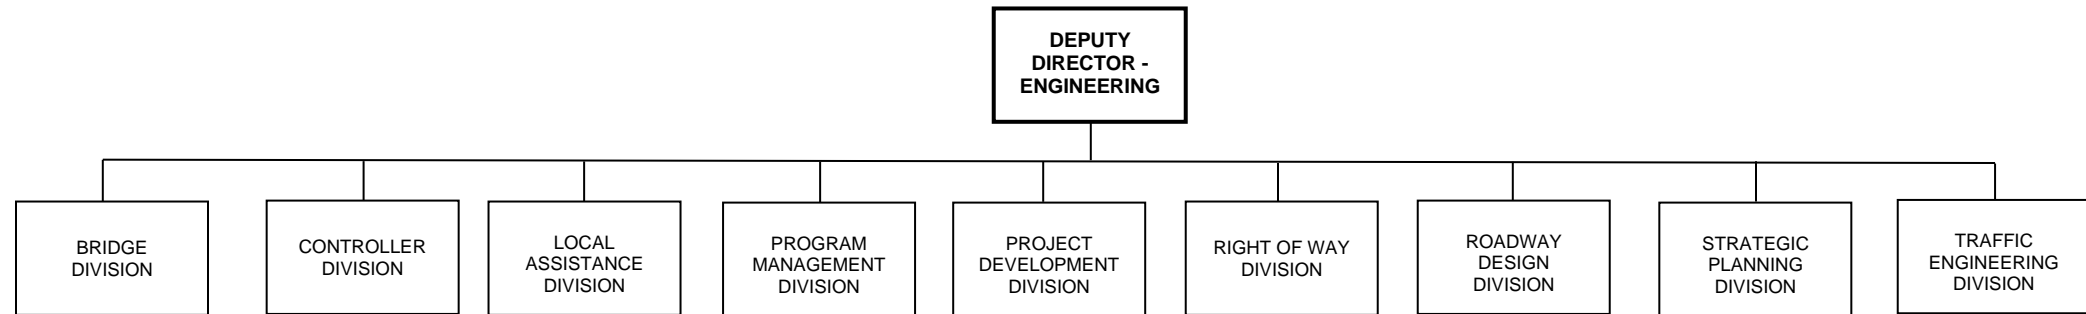 DEPUTY
DIRECTOR -
ENGINEERING
BRIDGE
DIVISION
CONTROLLER
DIVISION
LOCAL
ASSISTANCE
DIVISION
PROGRAM
MANAGEMENT
DIVISION
PROJECT
DEVELOPMENT
DIVISION
RIGHT OF WAY
DIVISION
ROADWAY
DESIGN
DIVISION
STRATEGIC
PLANNING
DIVISION
TRAFFIC
ENGINEERING
DIVISION